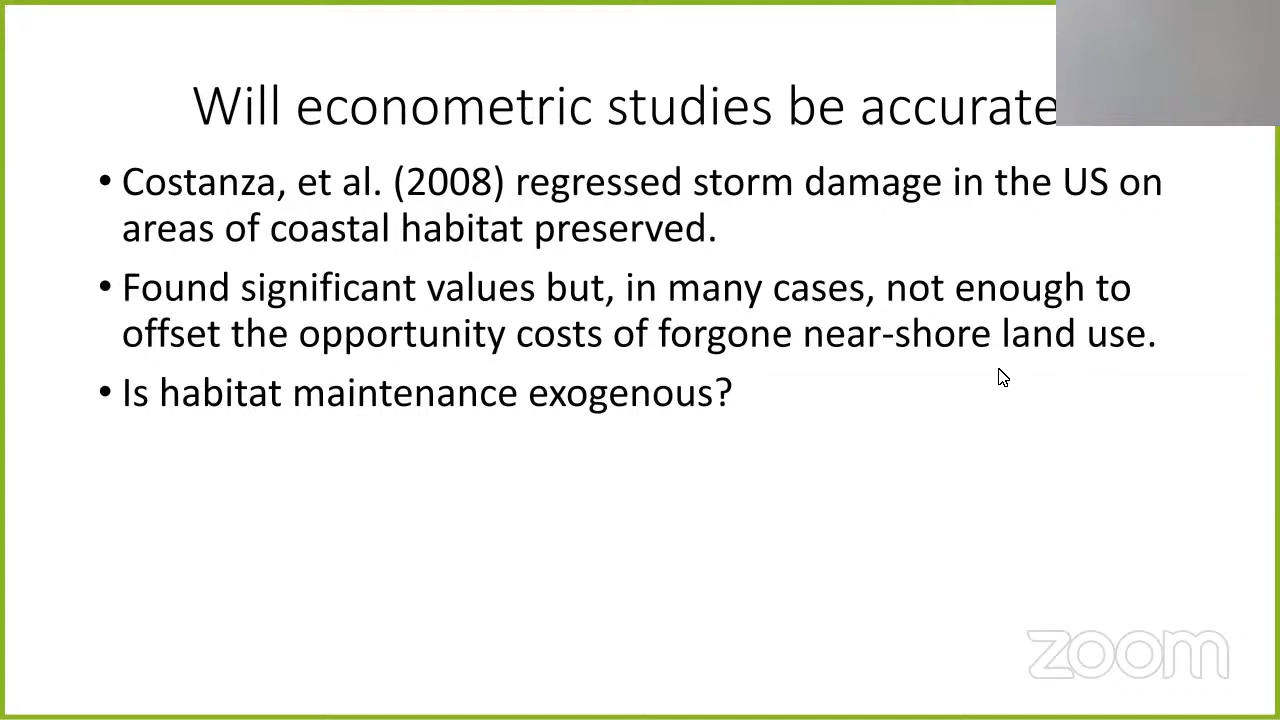 Will econometric studies be accurate
• Costanza, et al. (2008) regressed storm damage in the US on
areas of coastal habitat preserved.
• Found significant values but, in many cases, not enough to
offset the opportunity costs of forgone near-shore land use.
• Is habitat maintenance exogenous?
zoom